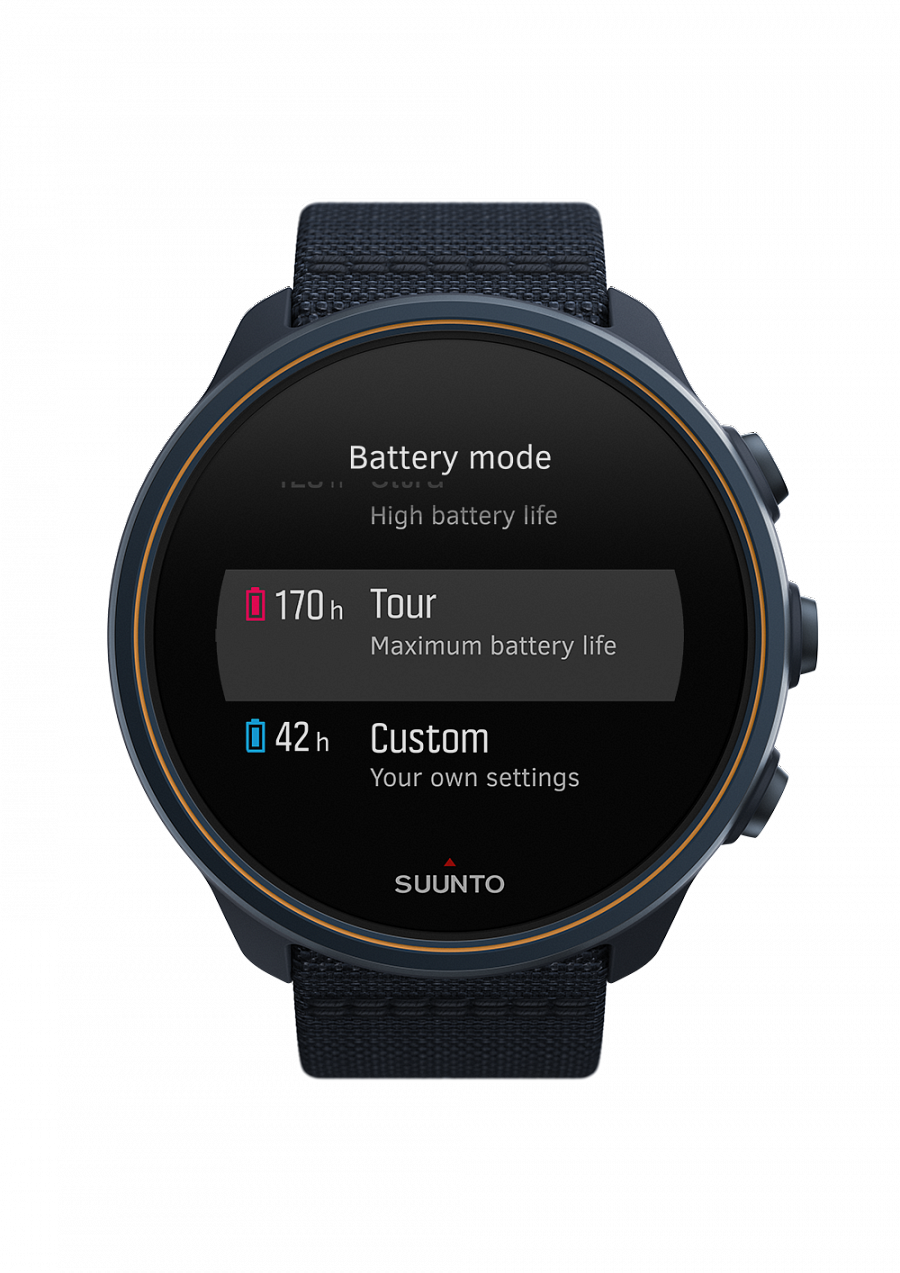 Battery mode
High battery life
170 h Tour
Maximum battery life
42 h Custom
Your own settings
SUUNTO